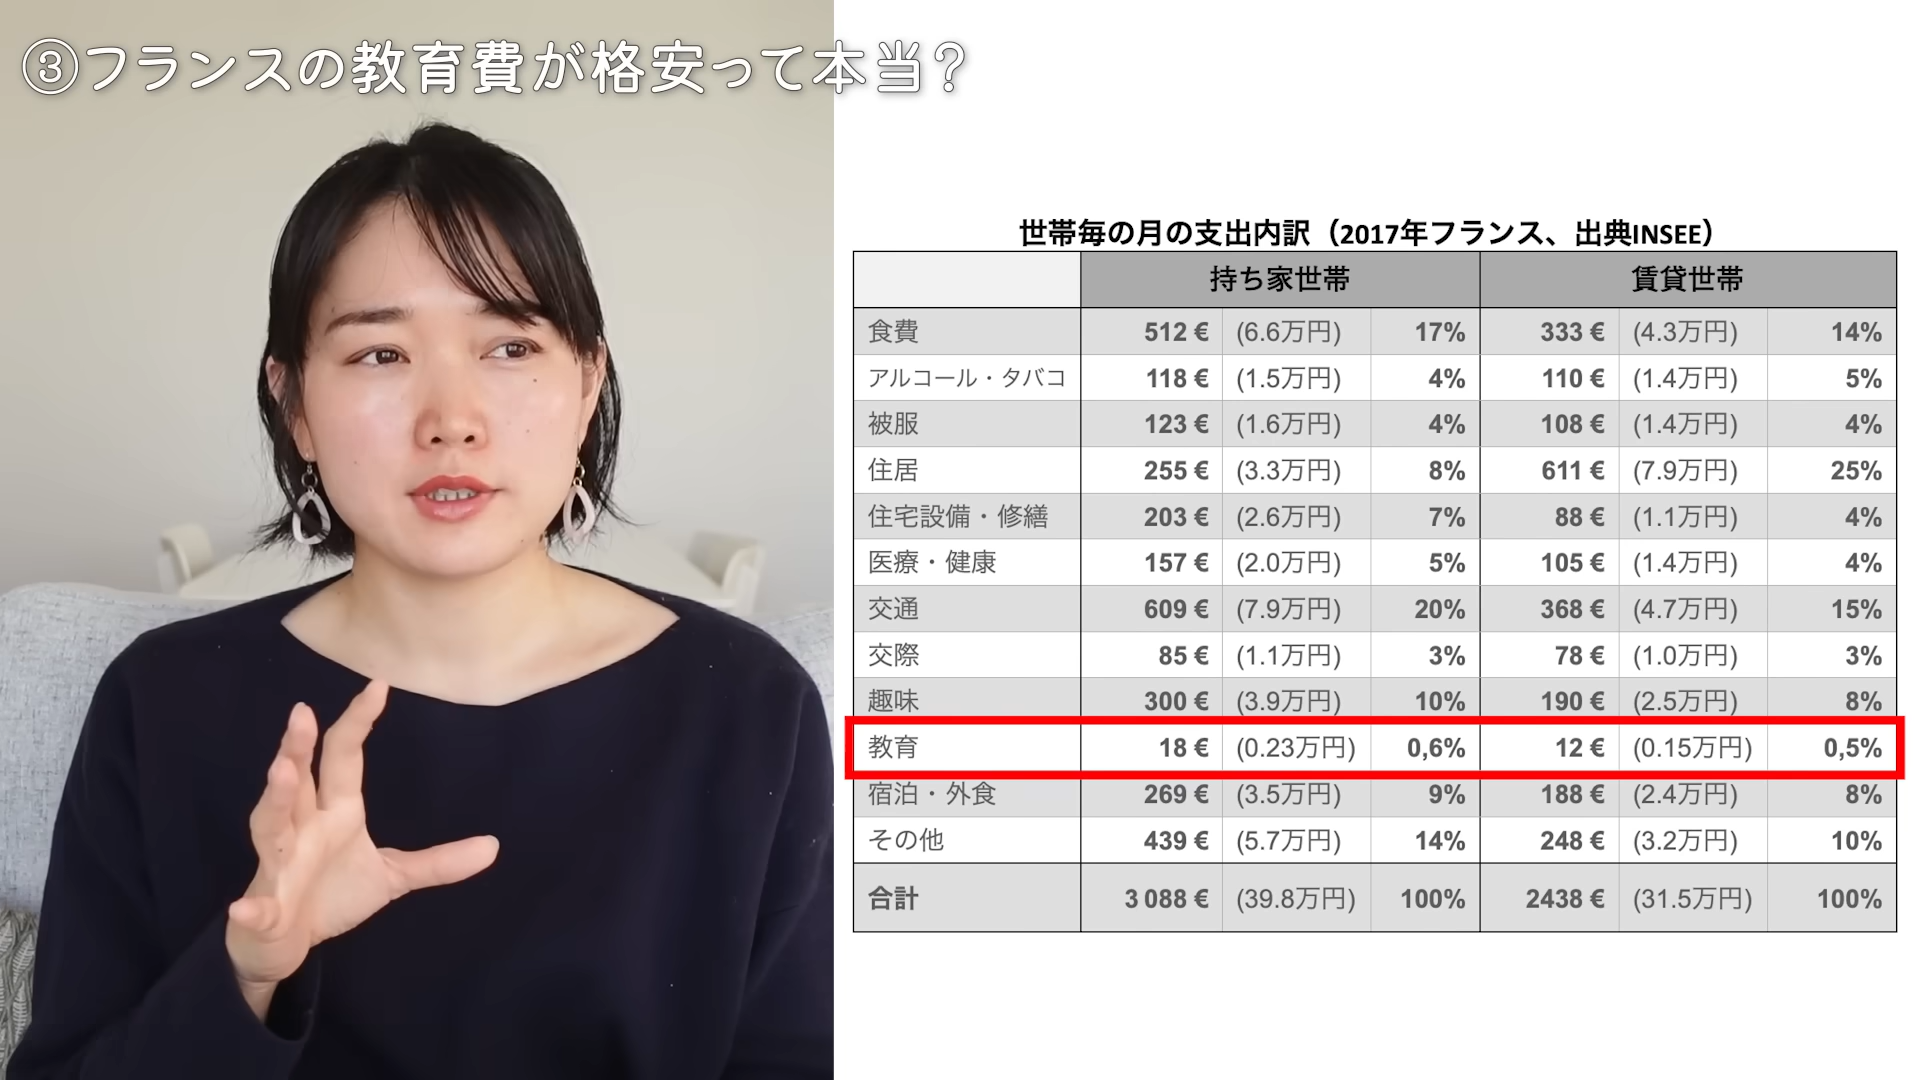 ③フランスの教育費が格安って本当？
世帯毎の月の支出内訳（2017年フランス、出典INSEE）
持ち家世帯 賃貸世帯
食費 512 € (6.6万円) 17% 333 € (4.3万円) 14%
アルコール・タバコ 118 € (1.5万円) 4% 110 € (1.4万円) 5%
被服 123 € (1.6万円) 4% 108 € (1.4万円) 4%
住居 255 € (3.3万円) 8% 611 € (7.9万円) 25%
住宅設備・修繕 203 € (2.6万円) 7% 88 € (1.1万円) 4%
医療・健康 157 € (2.0万円) 5% 105 € (1.4万円) 4%
交通 609 € (7.9万円) 20% 368 € (4.7万円) 15%
交際 85 € (1.1万円) 3% 78 € (1.0万円) 3%
趣味 300 € (3.9万円) 10% 190 € (2.5万円) 8%
教育 18 € (0.23万円) 0,6% 12 € (0.15万円) 0,5%
宿泊・外食 269 € (3.5万円) 9% 188 € (2.4万円) 8%
その他 439 € (5.7万円) 14% 248 € (3.2万円) 10%
合計 3 088 € (39.8万円) 100% 2438 € (31.5万円) 100%